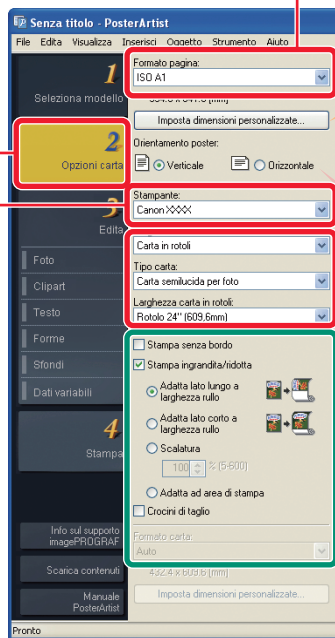 Senza titolo - PosterArtist
File Edita Visualizza Inserisci Oggetto Strumento Aiuto
1
Seleziona modello
2
Opzioni carta
3
Edita
Foto
Clipart
Testo
Forme
Sfondi
Dati variabili
4
Stampa
Info sul supporto
imagePROGRAF
Scarica contenuti
Manuale
PosterArtist
Formato pagina:
ISO A1
Imposta dimensioni personalizzate...
Orientamento poster:
Verticale Orizzontale
Stampante:
Canon XXXX
Carta in rotoli
Tipo carta:
Carta semilucida per foto
Larghezza carta in rotoli:
Rotolo 24" (609,6mm)
Stampa senza bordo
Stampa ingrandita/ridotta
Adatta lato lungo a
larghezza rullo
Adatta lato corto a
larghezza rullo
Scalatura
100 % (5-600)
Adatta ad area di stampa
Crocini di taglio
Formato carta:
Auto
432.4 x 609.6 (mm)
Imposta dimensioni personalizzate...
Pronto